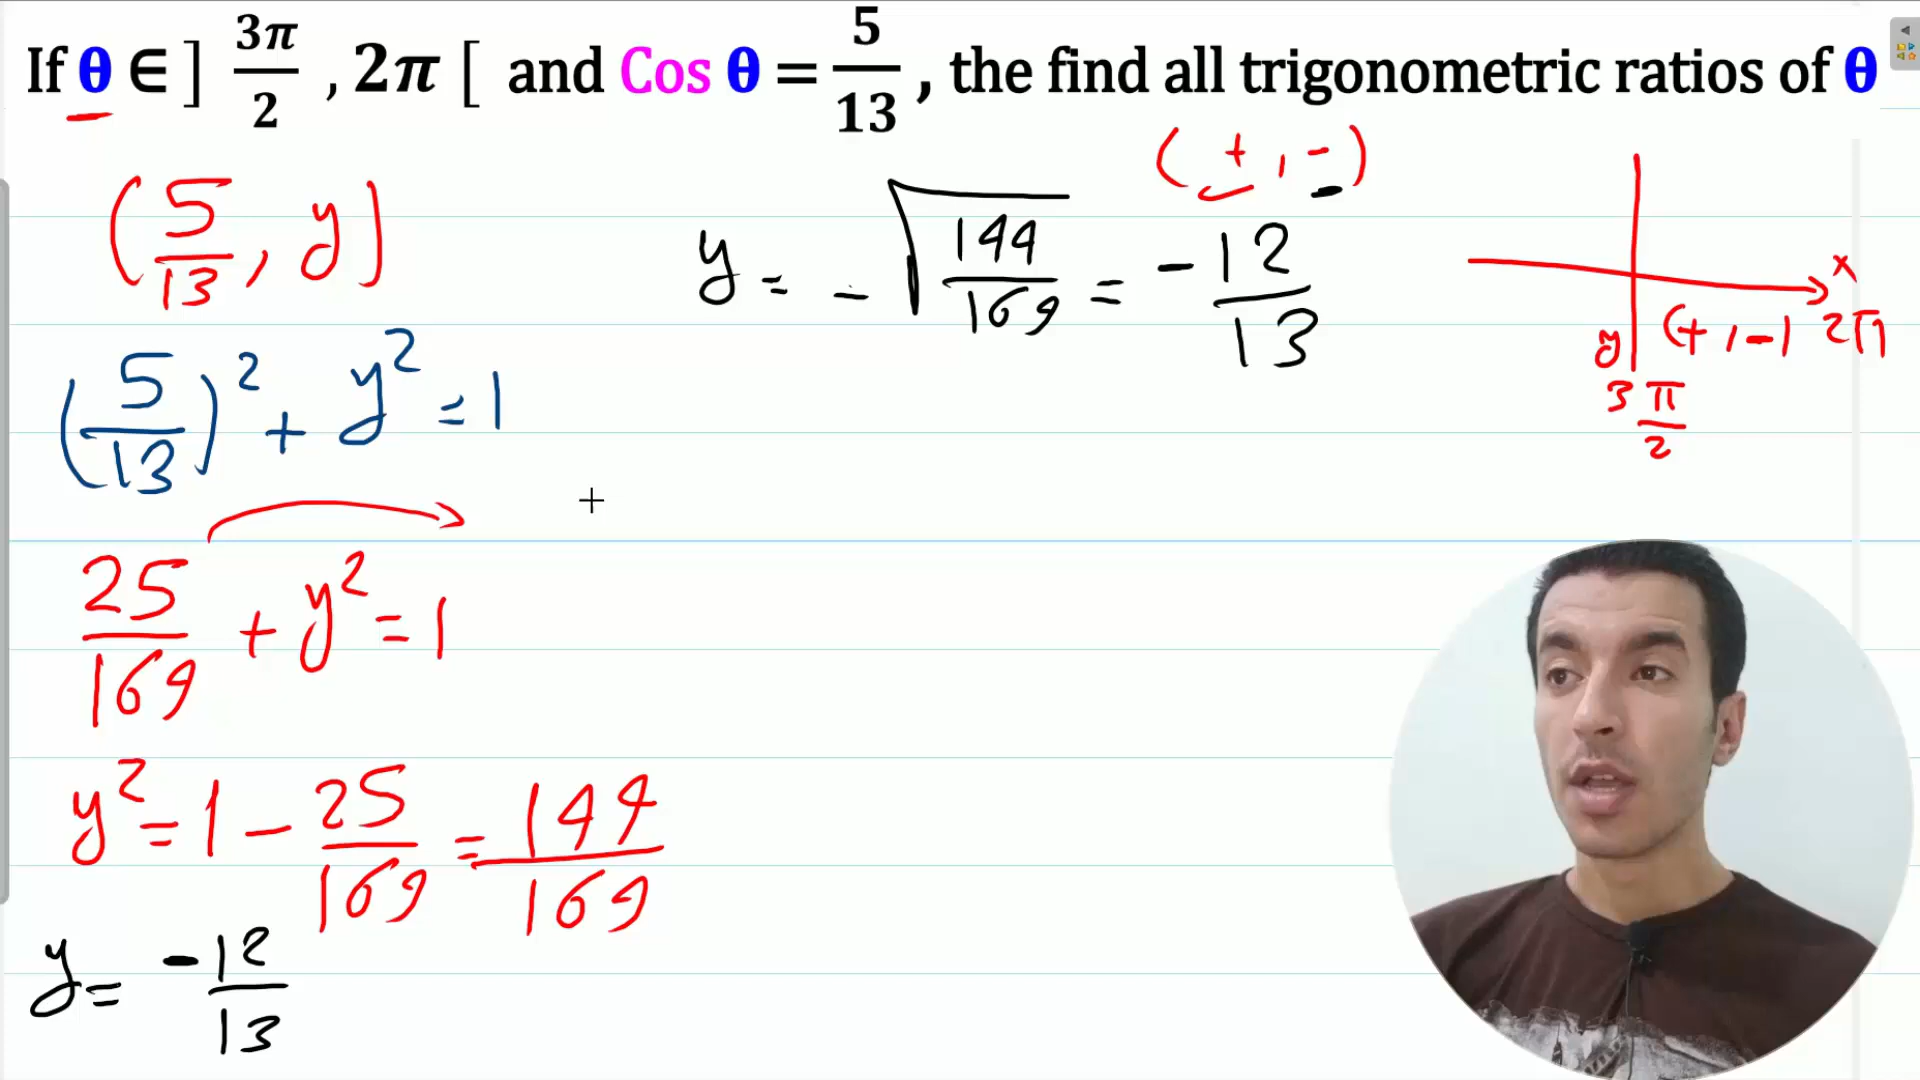 If θ ∈ ] 3π/2 , 2π [ and Cos θ = 5/13 , the find all trigonometric ratios of θ
(5/13 , y)
(5/13)² + y² = 1
25/169 + y² = 1
y² = 1 - 25/169 = 144/169
y = -12/13
(+ , -)
y = -√(144/169) = -12/13
x
y (+ , -) 2π
3π/2